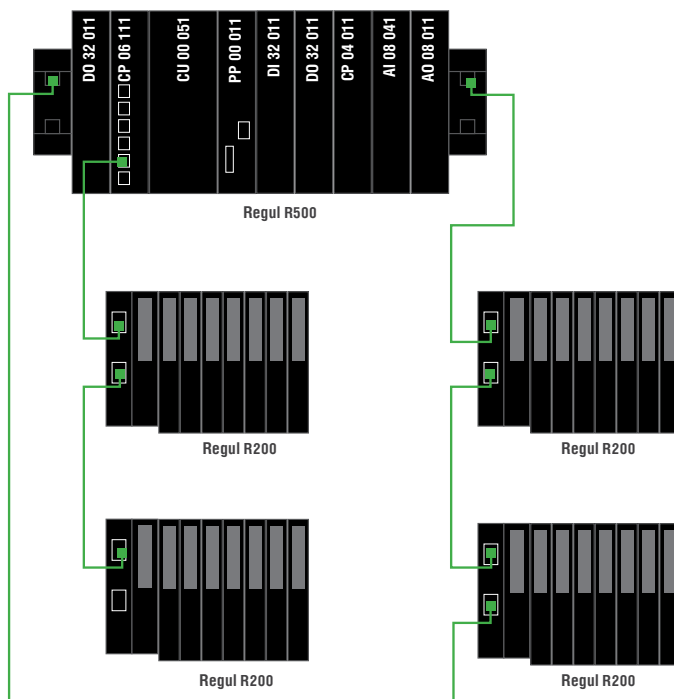 DO 32 011
CP 06 111
CU 00 051
PP 00 011
DI 32 011
DO 32 011
CP 04 011
AI 08 041
AO 08 011
Regul R500
Regul R200
Regul R200
Regul R200
Regul R200